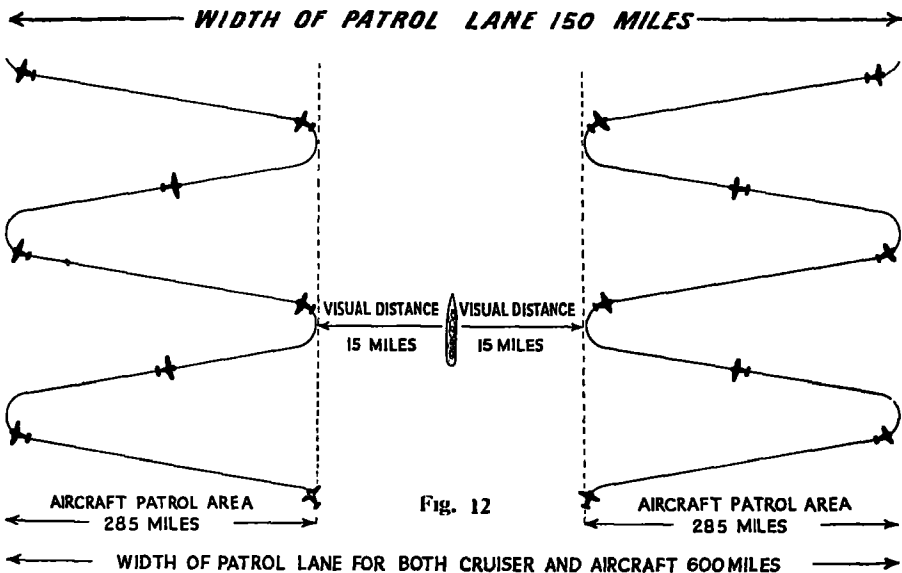 WIDTH OF PATROL LANE 150 MILES
VISUAL DISTANCE VISUAL DISTANCE
15 MILES 15 MILES
AIRCRAFT PATROL AREA Fig. 12 AIRCRAFT PATROL AREA
285 MILES 285 MILES
WIDTH OF PATROL LANE FOR BOTH CRUISER AND AIRCRAFT 600 MILES